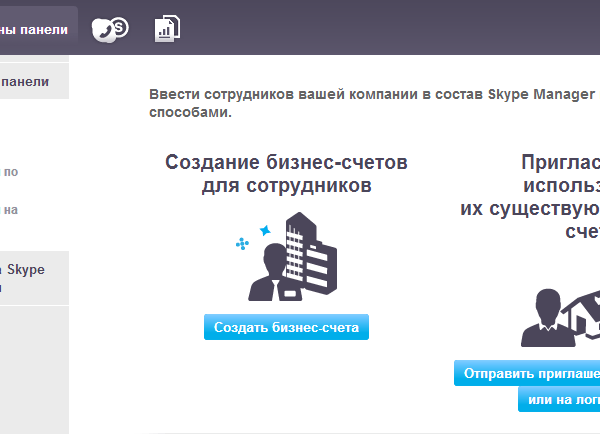 ны панели
панели
по
на
Skype
Ввести сотрудников вашей компании в состав Skype Manager
способами.
Создание бизнес-счетов
для сотрудников
Создать бизнес-счета
Приглас
использ
их существую
сче
Отправить приглаше
или на лог